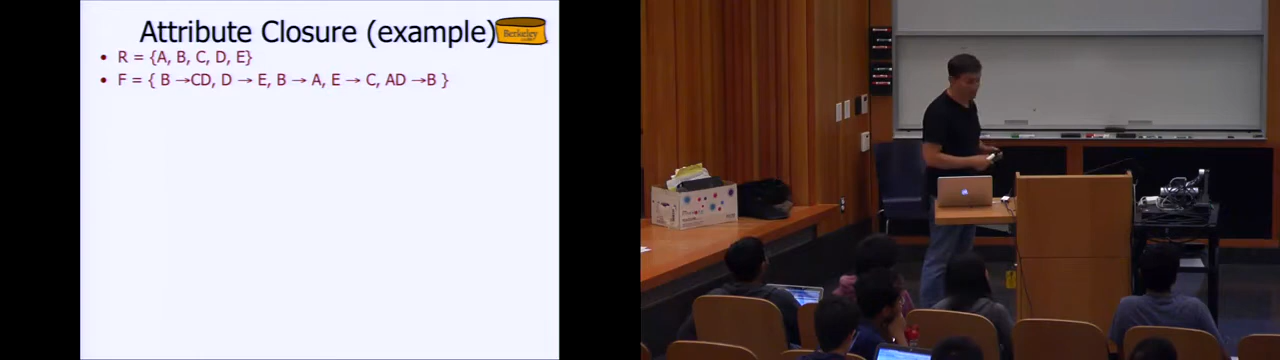 Attribute Closure (example)
Berkeley
• R = {A, B, C, D, E}
• F = { B →CD, D → E, B → A, E → C, AD →B }